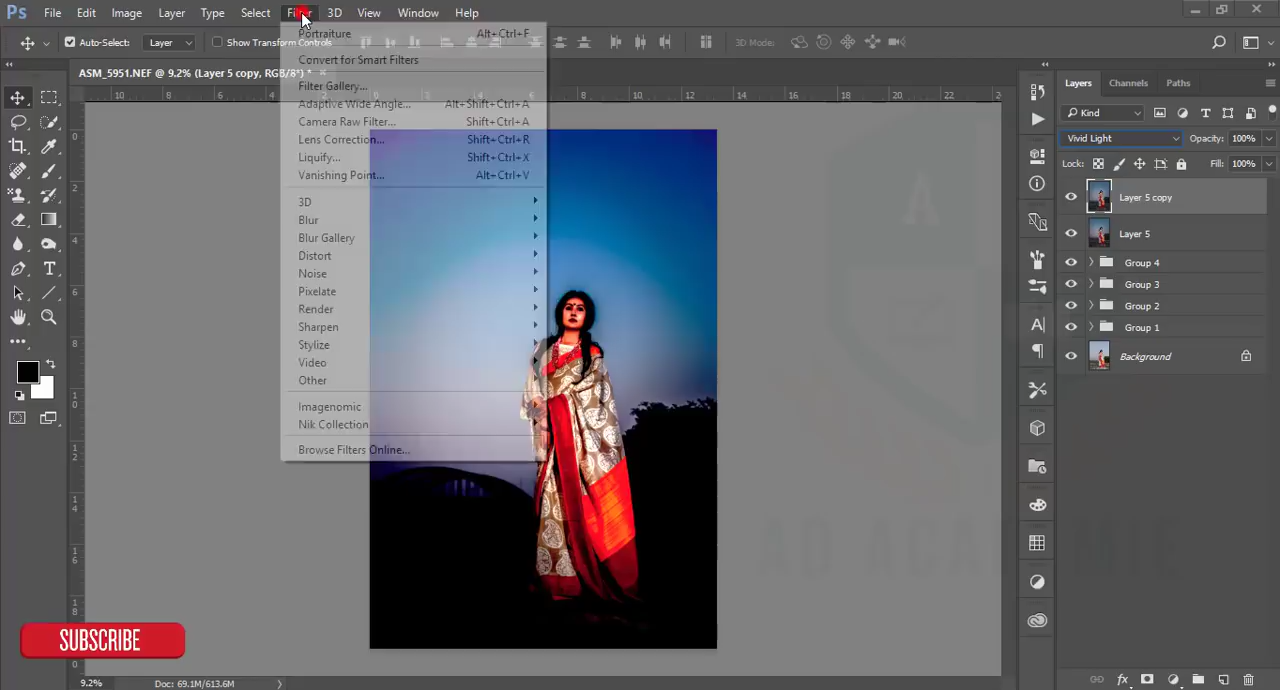 Ps File Edit Image Layer Type Select Filter 3D View Window Help
Auto-Select: Layer Show Transform Controls 3D Mode:
ASM_5951.NEF @ 9.2% (Layer 5 copy, RGB/8*) *
Portraiture Alt+Ctrl+F
Convert for Smart Filters
Filter Gallery...
Adaptive Wide Angle... Alt+Shift+Ctrl+A
Camera Raw Filter... Shift+Ctrl+A
Lens Correction... Shift+Ctrl+R
Liquify... Shift+Ctrl+X
Vanishing Point... Alt+Ctrl+V
3D
Blur
Blur Gallery
Distort
Noise
Pixelate
Render
Sharpen
Stylize
Video
Other
Imagenomic
Nik Collection
Browse Filters Online...
Layers Channels Paths
Kind
Vivid Light Opacity: 100%
Lock: Fill: 100%
Layer 5 copy
Layer 5
Group 4
Group 3
Group 2
Group 1
Background
SUBSCRIBE
9.2% Doc: 69.1M/613.6M